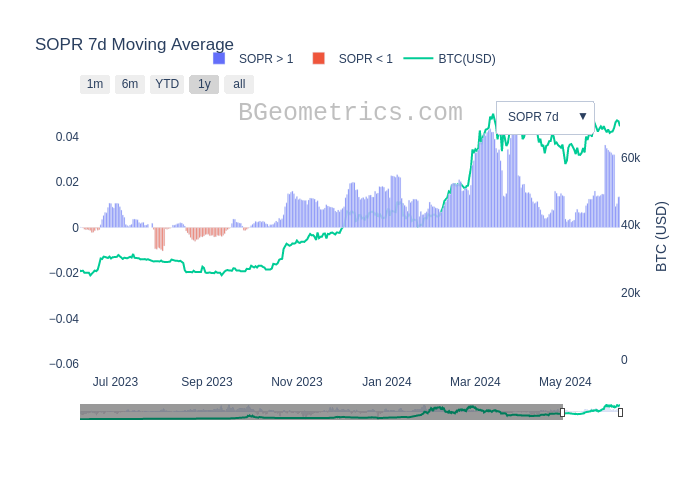 SOPR 7d Moving Average
SOPR > 1
SOPR < 1
BTC(USD)
1m
6m
YTD
1y
all
BGeometrics.com
SOPR 7d ▼
0.04
0.02
0
−0.02
−0.04
−0.06
60k
40k
20k
0
BTC (USD)
Jul 2023
Sep 2023
Nov 2023
Jan 2024
Mar 2024
May 2024